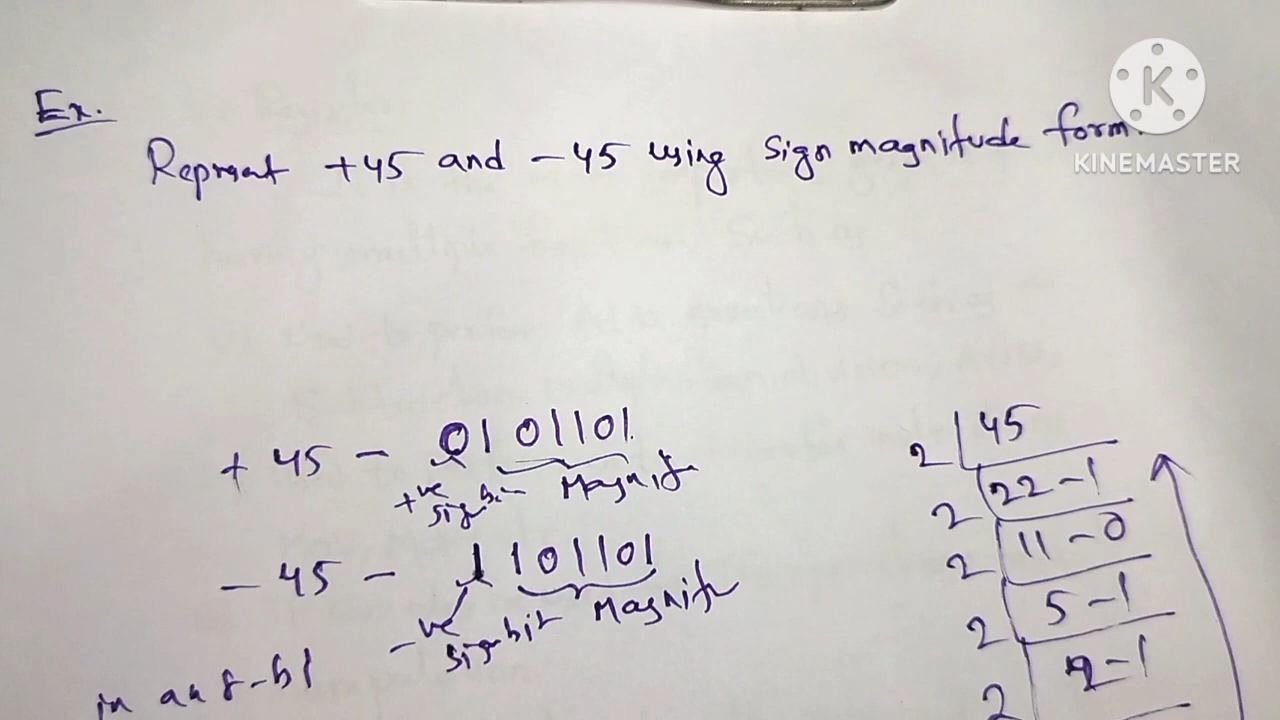 Ex.
Represent +45 and -45 using sign magnitude form.
K
KINEMASTER
+ 45 - 0101101
+ve sign bit Magnitude
- 45 - 1101101
-ve sign bit Magnitude
in an 8-bi
2 | 45
2 | 22-1
2 | 11-0
2 | 5-1
2 | 2-1